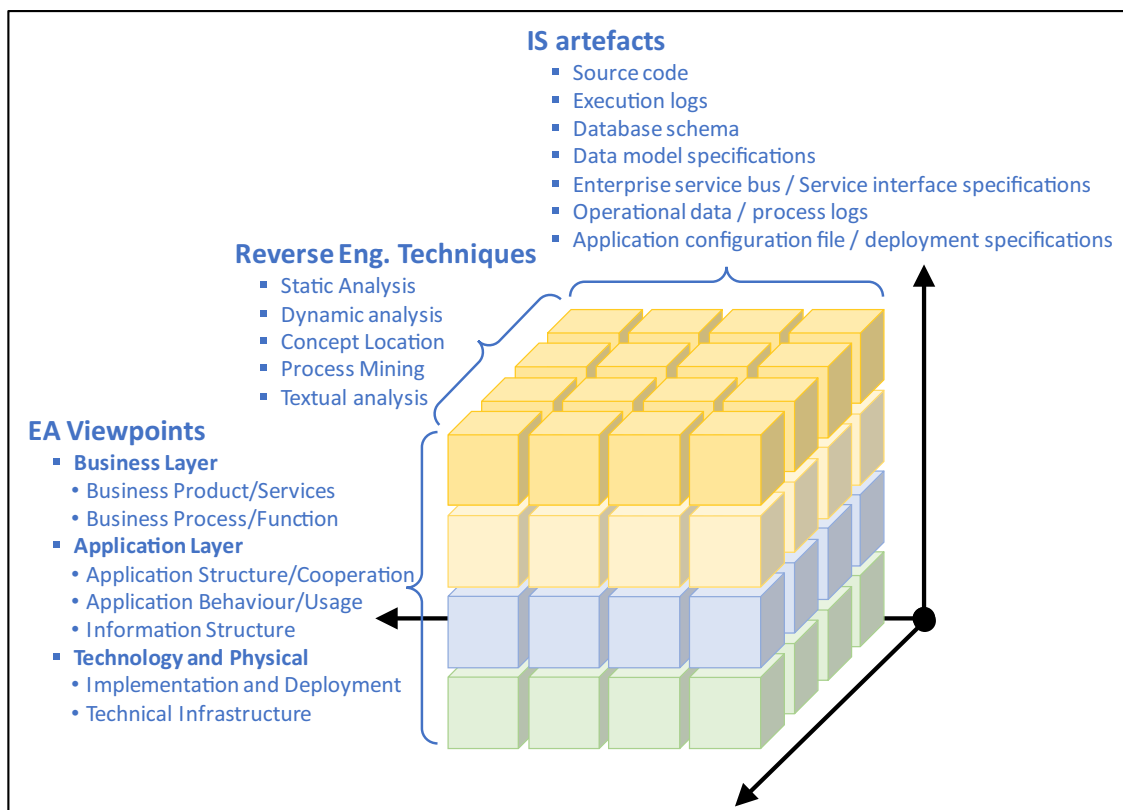 IS artefacts
▪ Source code
▪ Execution logs
▪ Database schema
▪ Data model specifications
▪ Enterprise service bus / Service interface specifications
▪ Operational data / process logs
▪ Application configuration file / deployment specifications
Reverse Eng. Techniques
▪ Static Analysis
▪ Dynamic analysis
▪ Concept Location
▪ Process Mining
▪ Textual analysis
EA Viewpoints
▪ Business Layer
• Business Product/Services
• Business Process/Function
▪ Application Layer
• Application Structure/Cooperation
• Application Behaviour/Usage
• Information Structure
▪ Technology and Physical
• Implementation and Deployment
• Technical Infrastructure